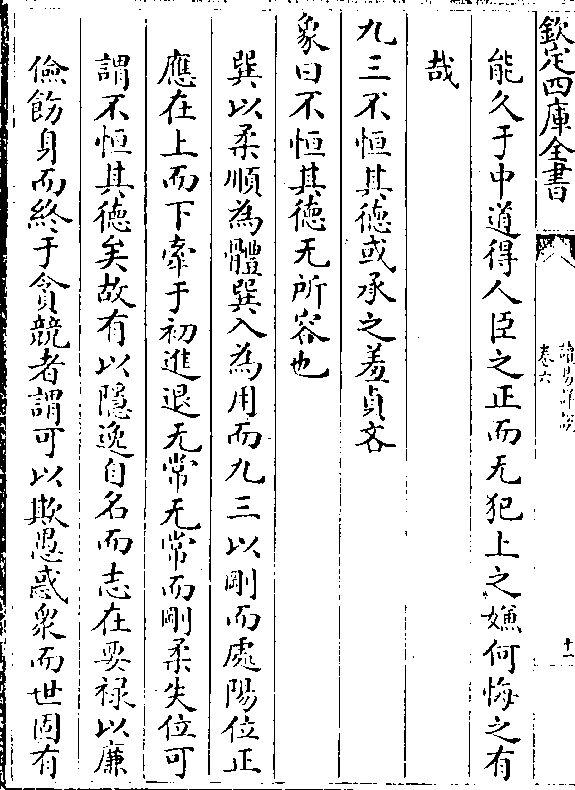 欽定四庫全書
讀易詳說
卷六
十一
能久于中道得人臣之正而无犯上之嫌何悔之有
哉
九三不恒其德或承之羞貞吝
象曰不恒其德无所容也
巽以柔順為體巽入為用而九三以剛而處陽位正
應在上而下牽于初進退无常无常而剛柔失位可
謂不恒其徳矣故有以隠逸自名而志在要禄以廉
儉飭身而終于貪競者謂可以欺愚惑衆而世固有